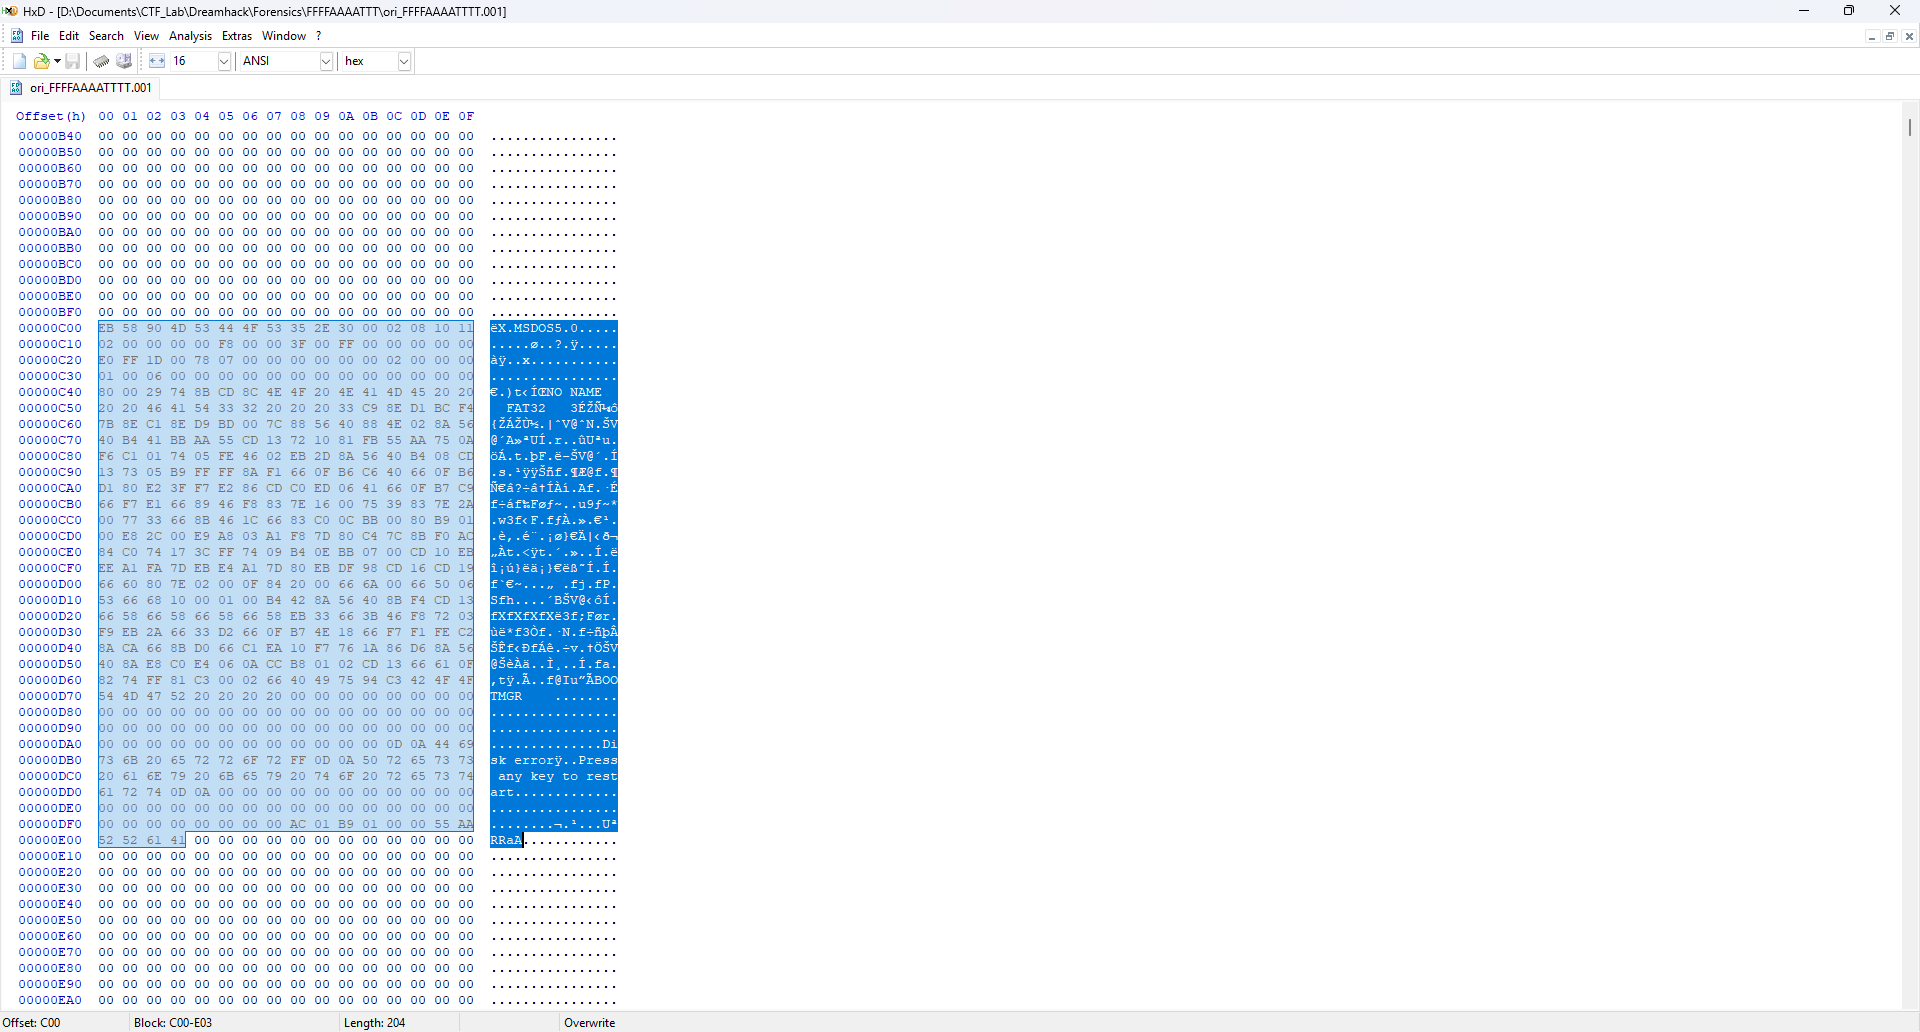 HxD - [D:\Documents\CTF_Lab\Dreamhack\Forensics\FFFFAAAATTT\ori_FFFFAAAATTTT.001]
File Edit Search View Analysis Extras Window ?
16 ANSI hex
ori_FFFFAAAATTTT.001
Offset(h) 00 01 02 03 04 05 06 07 08 09 0A 0B 0C 0D 0E 0F
00000B40 00 00 00 00 00 00 00 00 00 00 00 00 00 00 00 00 ................
00000B50 00 00 00 00 00 00 00 00 00 00 00 00 00 00 00 00 ................
00000B60 00 00 00 00 00 00 00 00 00 00 00 00 00 00 00 00 ................
00000B70 00 00 00 00 00 00 00 00 00 00 00 00 00 00 00 00 ................
00000B80 00 00 00 00 00 00 00 00 00 00 00 00 00 00 00 00 ................
00000B90 00 00 00 00 00 00 00 00 00 00 00 00 00 00 00 00 ................
00000BA0 00 00 00 00 00 00 00 00 00 00 00 00 00 00 00 00 ................
00000BB0 00 00 00 00 00 00 00 00 00 00 00 00 00 00 00 00 ................
00000BC0 00 00 00 00 00 00 00 00 00 00 00 00 00 00 00 00 ................
00000BD0 00 00 00 00 00 00 00 00 00 00 00 00 00 00 00 00 ................
00000BE0 00 00 00 00 00 00 00 00 00 00 00 00 00 00 00 00 ................
00000BF0 00 00 00 00 00 00 00 00 00 00 00 00 00 00 00 00 ................
00000C00 EB 58 90 4D 53 44 4F 53 35 2E 30 00 02 08 10 11 ëX.MSDOS5.0.....
00000C10 02 00 00 00 00 F8 00 00 3F 00 FF 00 00 00 00 00 .....ø..?.ÿ.....
00000C20 E0 FF 1D 00 78 07 00 00 00 00 00 00 02 00 00 00 àÿ..x...........
00000C30 01 00 06 00 00 00 00 00 00 00 00 00 00 00 00 00 ................
00000C40 80 00 29 74 8B CD 8C 4E 4F 20 4E 41 4D 45 20 20 €.)t‹ÍŒNO NAME
00000C50 20 20 46 41 54 33 32 20 20 20 33 C9 8E D1 BC F4 FAT32   3ÉŽÑ¼ô
00000C60 7B 8E C1 8E D9 BD 00 7C 88 56 40 88 4E 02 8A 56 {ŽÁŽÙ½.|ˆV@ˆN.ŠV
00000C70 40 B4 41 BB AA 55 CD 13 72 10 81 FB 55 AA 75 0A @´A»ªUÍ.r..ûUªu.
00000C80 F6 C1 01 74 05 FE 46 02 EB 2D 8A 56 40 B4 08 CD öÁ.t.þF.ë-ŠV@´.Í
00000C90 13 73 05 B9 FF FF 8A F1 66 0F B6 C6 40 66 0F B6 .s.¹ÿÿŠñf.¶Æ@f.¶
00000CA0 D1 80 E2 3F F7 E2 86 CD C0 ED 06 41 66 0F B7 C9 Ñ€â?÷â†ÍÀí.Af.·É
00000CB0 66 F7 E1 66 89 46 F8 83 7E 16 00 75 39 83 7E 2A f÷áf‰Føƒ~..u9ƒ~*
00000CC0 00 77 33 66 8B 46 1C 66 83 C0 0C BB 00 80 B9 01 .w3f‹F.fƒÀ.».€¹.
00000CD0 00 E8 2C 00 E9 A8 03 A1 F8 7D 80 C4 7C 8B F0 AC .è,.é¨.¡ø}€Ä|‹ð¬
00000CE0 84 C0 74 17 3C FF 74 09 B4 0E BB 07 00 CD 10 EB „Àt.<ÿt.´.»..Í.ë
00000CF0 EE A1 FA 7D EB E4 A1 7D 80 EB DF 98 CD 16 CD 19 î¡ú}ëä¡}€ëß˜Í.Í.
00000D00 66 60 80 7E 02 00 0F 84 20 00 66 6A 00 66 50 06 f`€~...„ .fj.fP.
00000D10 53 66 68 10 00 01 00 B4 42 8A 56 40 8B F4 CD 13 Sfh....´BŠV@‹ôÍ.
00000D20 66 58 66 58 66 58 66 58 EB 33 66 3B 46 F8 72 03 fXfXfXfXë3f;Før.
00000D30 F9 EB 2A 66 33 D2 66 0F B7 4E 18 66 F7 F1 FE C2 ùë*f3Òf.·N.f÷ñþÂ
00000D40 8A CA 66 8B D0 66 C1 EA 10 F7 76 1A 86 D6 8A 56 ŠÊf‹ÐfÁê.÷v.†ÖŠV
00000D50 40 8A E8 C0 E4 06 0A CC B8 01 02 CD 13 66 61 0F @ŠèÀä..Ì¸..Í.fa.
00000D60 82 74 FF 81 C3 00 02 66 40 49 75 94 C3 42 4F 4F ‚tÿ.Ã..f@Iu”ÃBOO
00000D70 54 4D 47 52 20 20 20 20 00 00 00 00 00 00 00 00 TMGR    ........
00000D80 00 00 00 00 00 00 00 00 00 00 00 00 00 00 00 00 ................
00000D90 00 00 00 00 00 00 00 00 00 00 00 00 00 00 00 00 ................
00000DA0 00 00 00 00 00 00 00 00 00 00 00 00 0D 0A 44 69 ..............Di
00000DB0 73 6B 20 65 72 72 6F 72 FF 0D 0A 50 72 65 73 73 sk errorÿ..Press
00000DC0 20 61 6E 79 20 6B 65 79 20 74 6F 20 72 65 73 74 any key to rest
00000DD0 61 72 74 0D 0A 00 00 00 00 00 00 00 00 00 00 00 art.............
00000DE0 00 00 00 00 00 00 00 00 00 00 00 00 00 00 00 00 ................
00000DF0 00 00 00 00 00 00 00 00 AC 01 B9 01 00 00 55 AA ........¬.¹...Uª
00000E00 52 52 61 41 00 00 00 00 00 00 00 00 00 00 00 00 RRaA............
00000E10 00 00 00 00 00 00 00 00 00 00 00 00 00 00 00 00 ................
00000E20 00 00 00 00 00 00 00 00 00 00 00 00 00 00 00 00 ................
00000E30 00 00 00 00 00 00 00 00 00 00 00 00 00 00 00 00 ................
00000E40 00 00 00 00 00 00 00 00 00 00 00 00 00 00 00 00 ................
00000E50 00 00 00 00 00 00 00 00 00 00 00 00 00 00 00 00 ................
00000E60 00 00 00 00 00 00 00 00 00 00 00 00 00 00 00 00 ................
00000E70 00 00 00 00 00 00 00 00 00 00 00 00 00 00 00 00 ................
00000E80 00 00 00 00 00 00 00 00 00 00 00 00 00 00 00 00 ................
00000E90 00 00 00 00 00 00 00 00 00 00 00 00 00 00 00 00 ................
00000EA0 00 00 00 00 00 00 00 00 00 00 00 00 00 00 00 00 ................
Offset: C00 Block: C00-E03 Length: 204 Overwrite